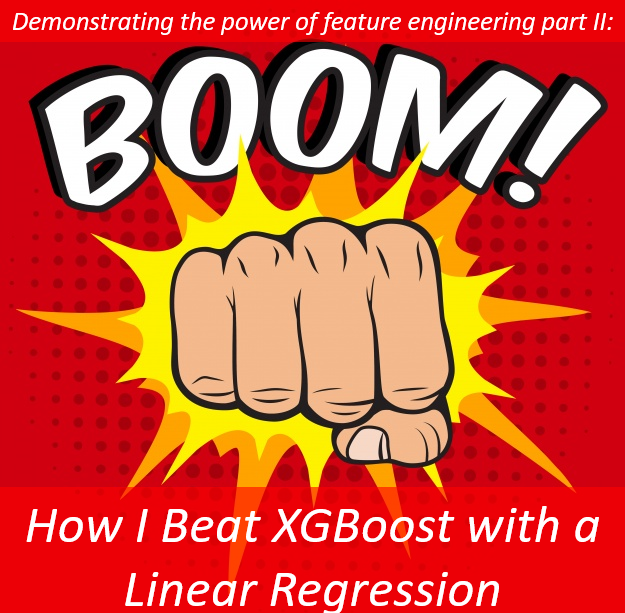 Demonstrating the power of feature engineering part II:
BOOM!
How I Beat XGBoost with a
Linear Regression